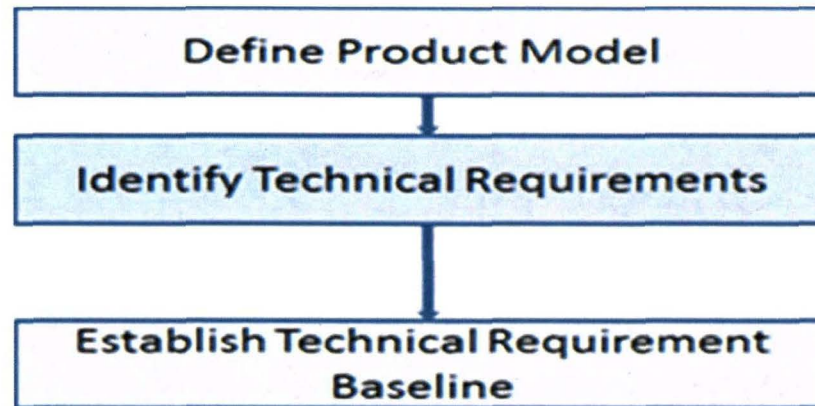 Define Product Model
Identify Technical Requirements
Establish Technical Requirement
Baseline